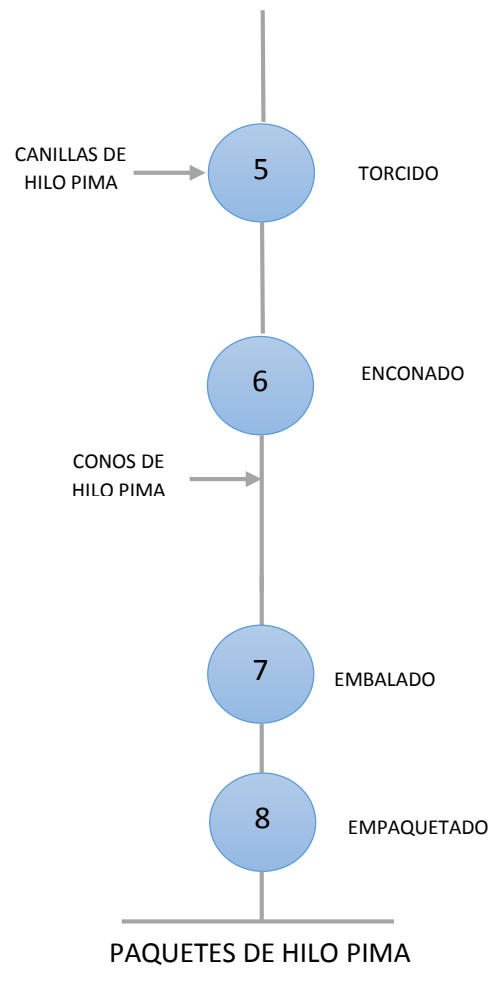 CANILLAS DE
HILO PIMA
5
TORCIDO
6
ENCONADO
CONOS DE
HILO PIMA
7
EMBALADO
8
EMPAQUETADO
PAQUETES DE HILO PIMA